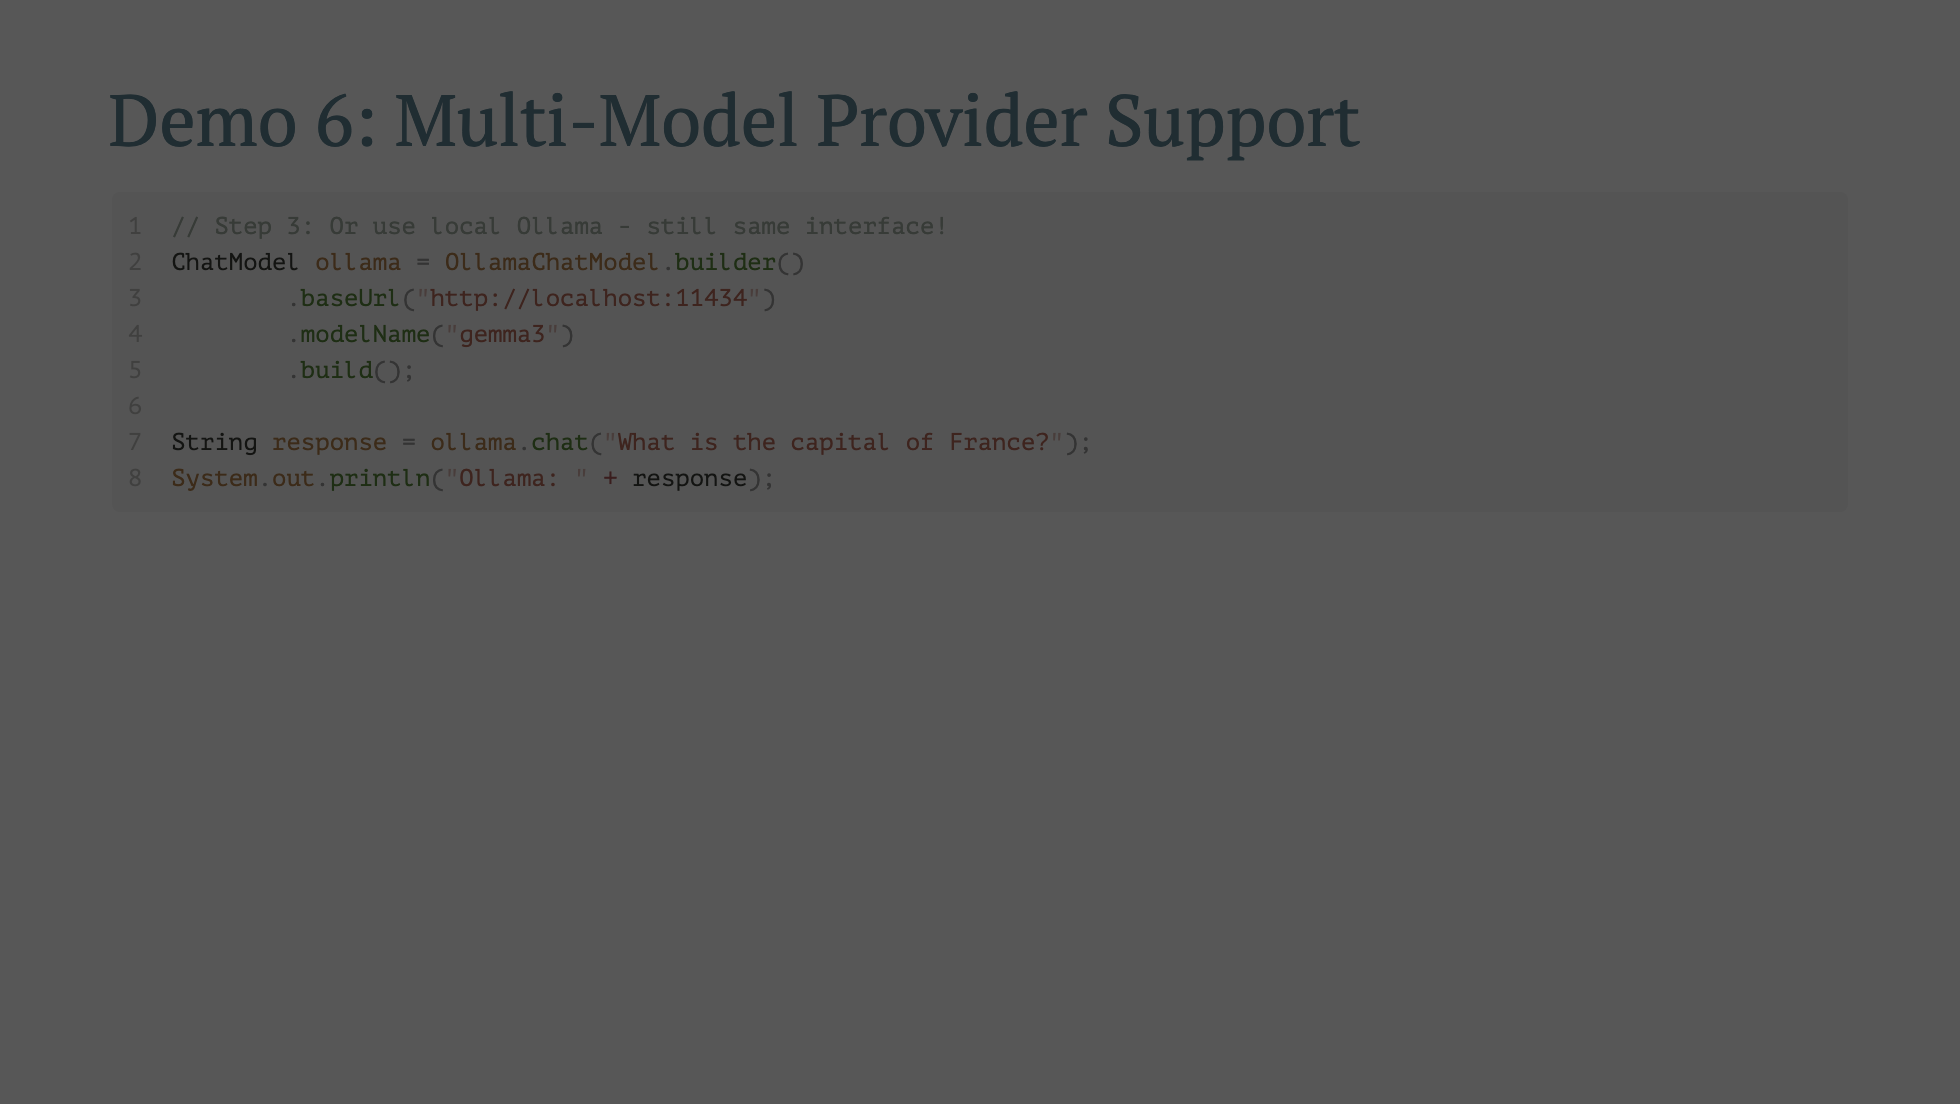 Demo 6: Multi-Model Provider Support
1 // Step 3: Or use local Ollama - still same interface!
2 ChatModel ollama = OllamaChatModel.builder()
3         .baseUrl("http://localhost:11434")
4         .modelName("gemma3")
5         .build();
6
7 String response = ollama.chat("What is the capital of France?");
8 System.out.println("Ollama: " + response);